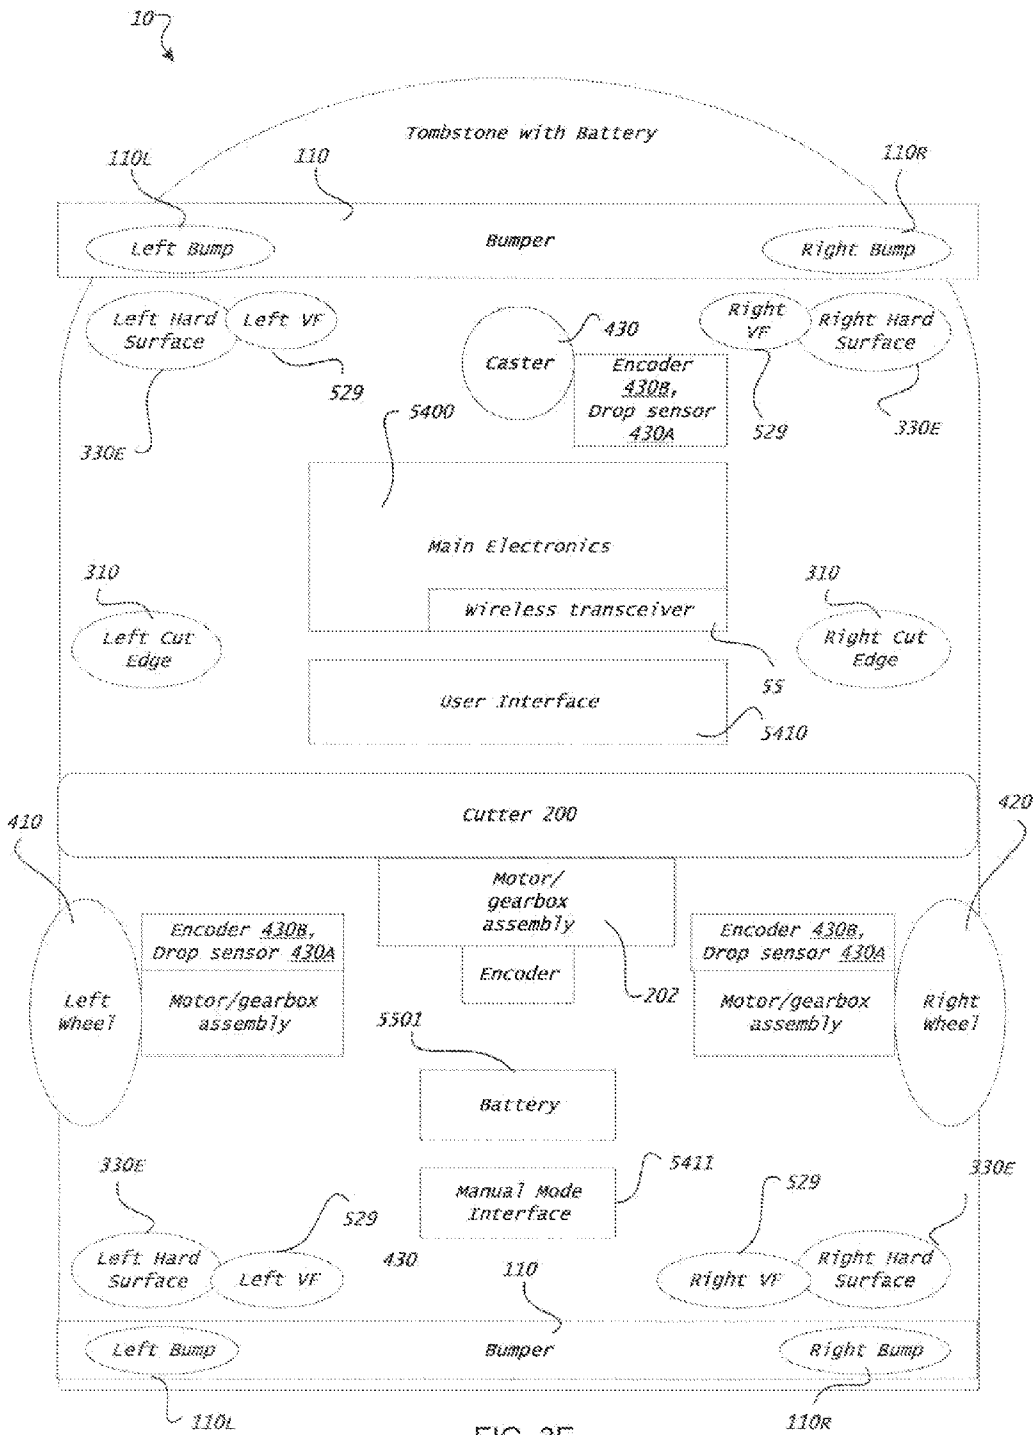 10
Tombstone with Battery
110L
110
110R
Left Bump
Bumper
Right Bump
Left Hard
Surface
Left VF
Right
VF
Right Hard
Surface
430
Caster
Encoder
430B,
Drop sensor
430A
529
5400
529
330E
330E
Main Electronics
310
310
Wireless transceiver
Left Cut
Edge
Right Cut
Edge
55
User Interface
5410
Cutter 200
410
420
Motor/
gearbox
assembly
Encoder 430B,
Drop sensor 430A
Encoder 430B,
Drop sensor 430A
Encoder
202
Left
Wheel
Motor/gearbox
assembly
Motor/gearbox
assembly
Right
Wheel
5501
Battery
330E
5411
330E
529
Manual Mode
Interface
529
430
110
Left Hard
Surface
Left VF
Right VF
Right Hard
Surface
Left Bump
Bumper
Right Bump
110L
110R